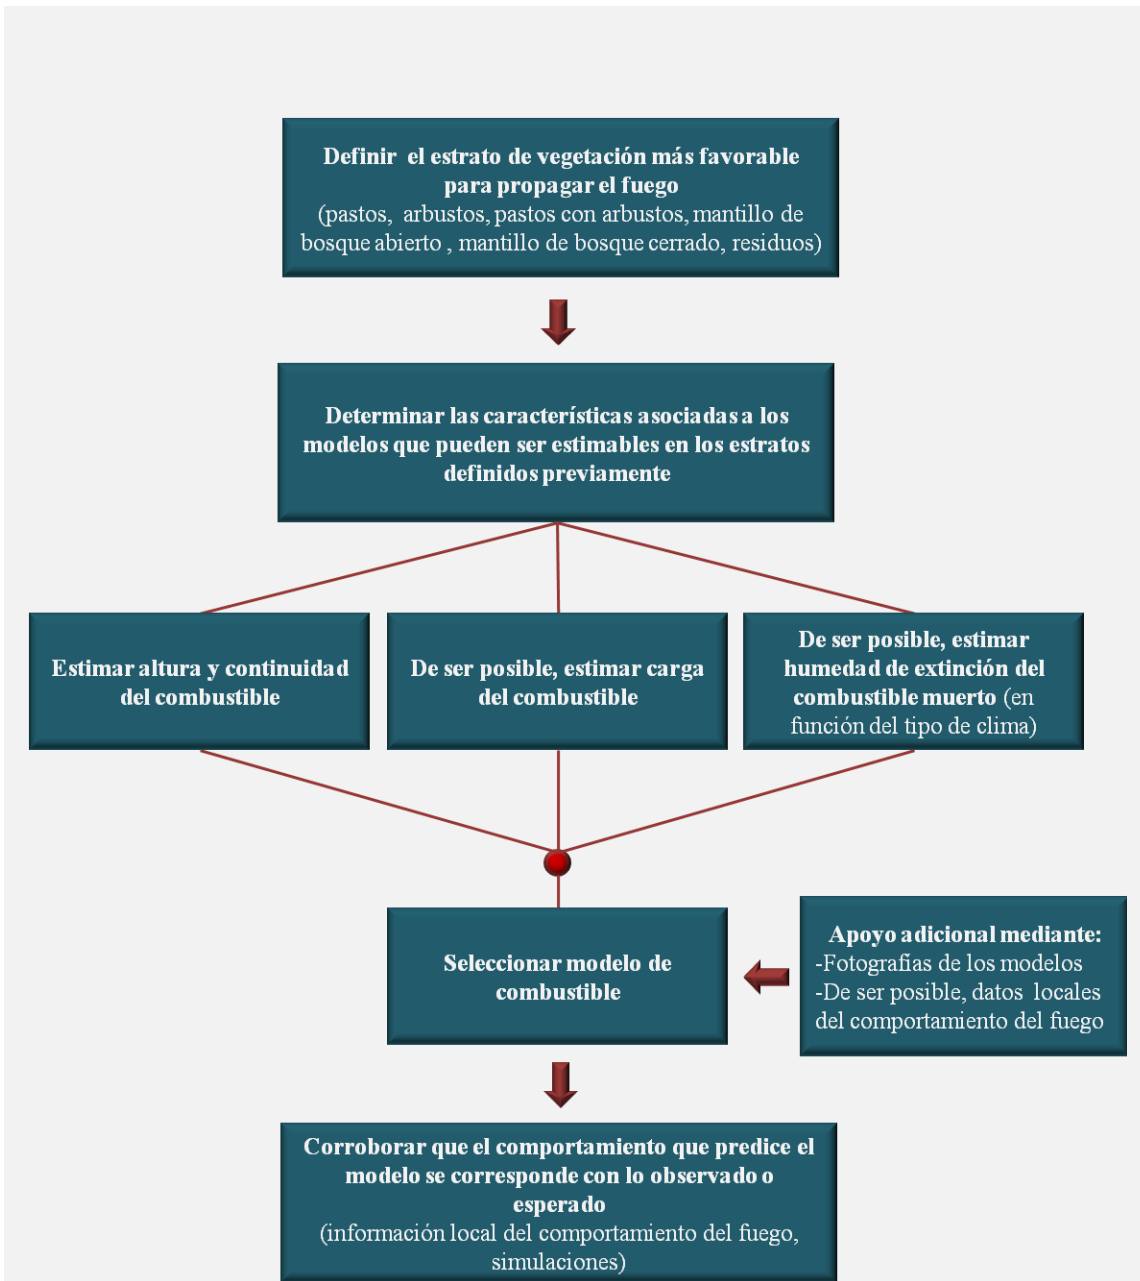 Definir el estrato de vegetación más favorable
para propagar el fuego
(pastos, arbustos, pastos con arbustos, mantillo de
bosque abierto , mantillo de bosque cerrado, residuos)
Determinar las características asociadas a los
modelos que pueden ser estimables en los estratos
definidos previamente
Estimar altura y continuidad
del combustible
De ser posible, estimar carga
del combustible
De ser posible, estimar
humedad de extinción del
combustible muerto (en
función del tipo de clima)
Seleccionar modelo de
combustible
Apoyo adicional mediante:
-Fotografías de los modelos
-De ser posible, datos locales
del comportamiento del fuego
Corroborar que el comportamiento que predice el
modelo se corresponde con lo observado o
esperado
(información local del comportamiento del fuego,
simulaciones)